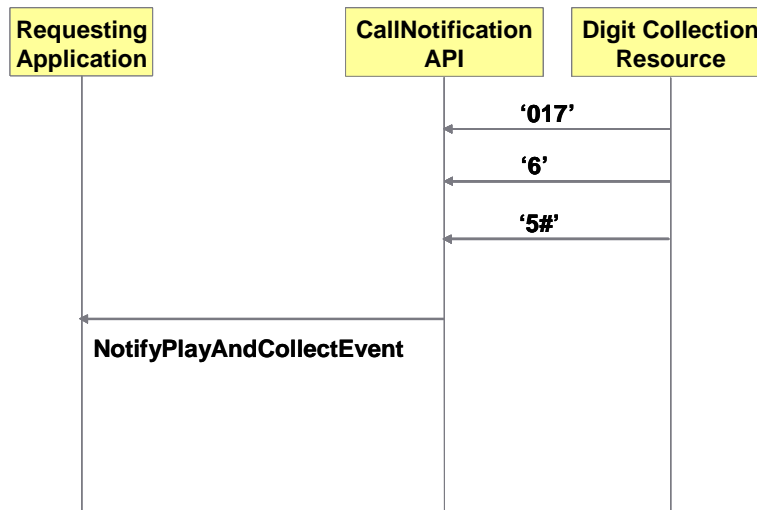 Requesting
Application
CallNotification
API
Digit Collection
Resource
‘017’
‘6’
‘5#’
NotifyPlayAndCollectEvent